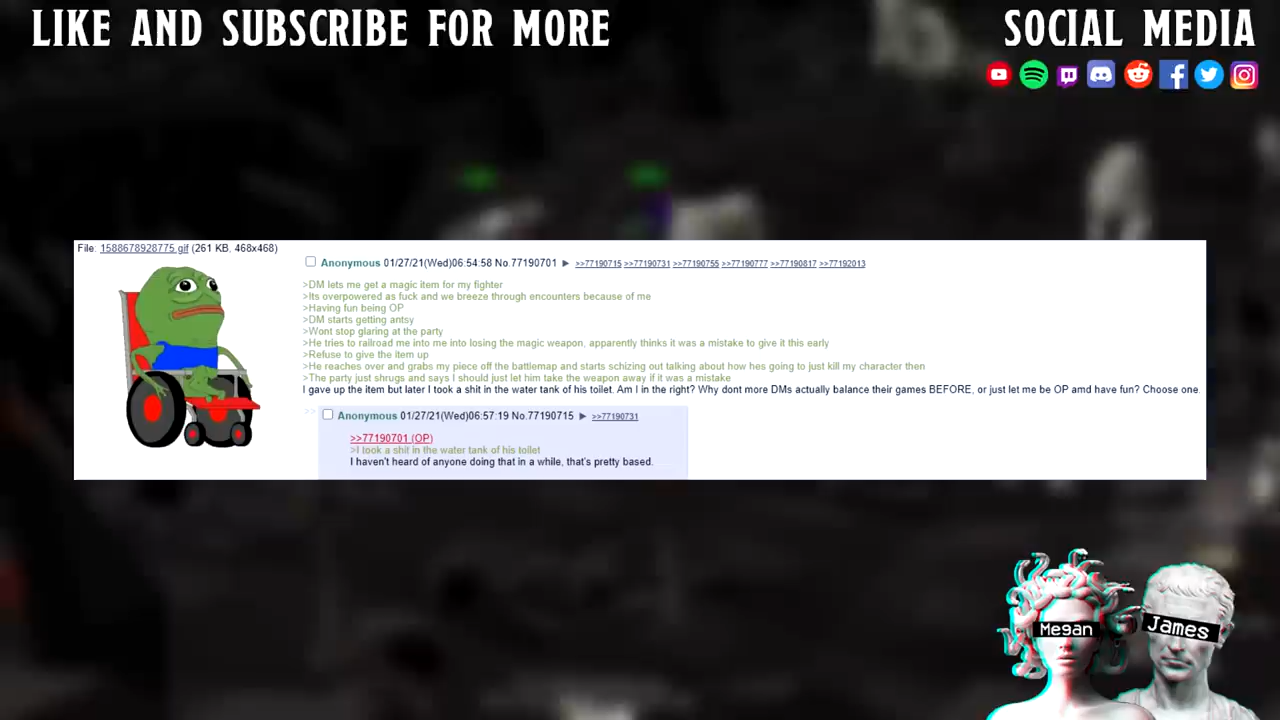 LIKE AND SUBSCRIBE FOR MORE
SOCIAL MEDIA
File: 1588678928775.gif (261 KB, 468x468)
Anonymous 01/27/21(Wed)06:54:58 No.77190701 ▶ >>77190715 >>77190731 >>77190755 >>77190777 >>77190817 >>77192013
>DM lets me get a magic item for my fighter
>Its overpowered as fuck and we breeze through encounters because of me
>Having fun being OP
>DM starts getting antsy
>Wont stop glaring at the party
>He tries to railroad me into me into losing the magic weapon, apparently thinks it was a mistake to give it this early
>Refuse to give the item up
>He reaches over and grabs my piece off the battlemap and starts schizing out talking about how hes going to just kill my character then
>The party just shrugs and says I should just let him take the weapon away if it was a mistake
I gave up the item but later I took a shit in the water tank of his toilet. Am I in the right? Why dont more DMs actually balance their games BEFORE, or just let me be OP amd have fun? Choose one.
>> Anonymous 01/27/21(Wed)06:57:19 No.77190715 ▶ >>77190731
>>77190701 (OP)
>I took a shit in the water tank of his toilet
I haven't heard of anyone doing that in a while, that's pretty based.
Megan
James